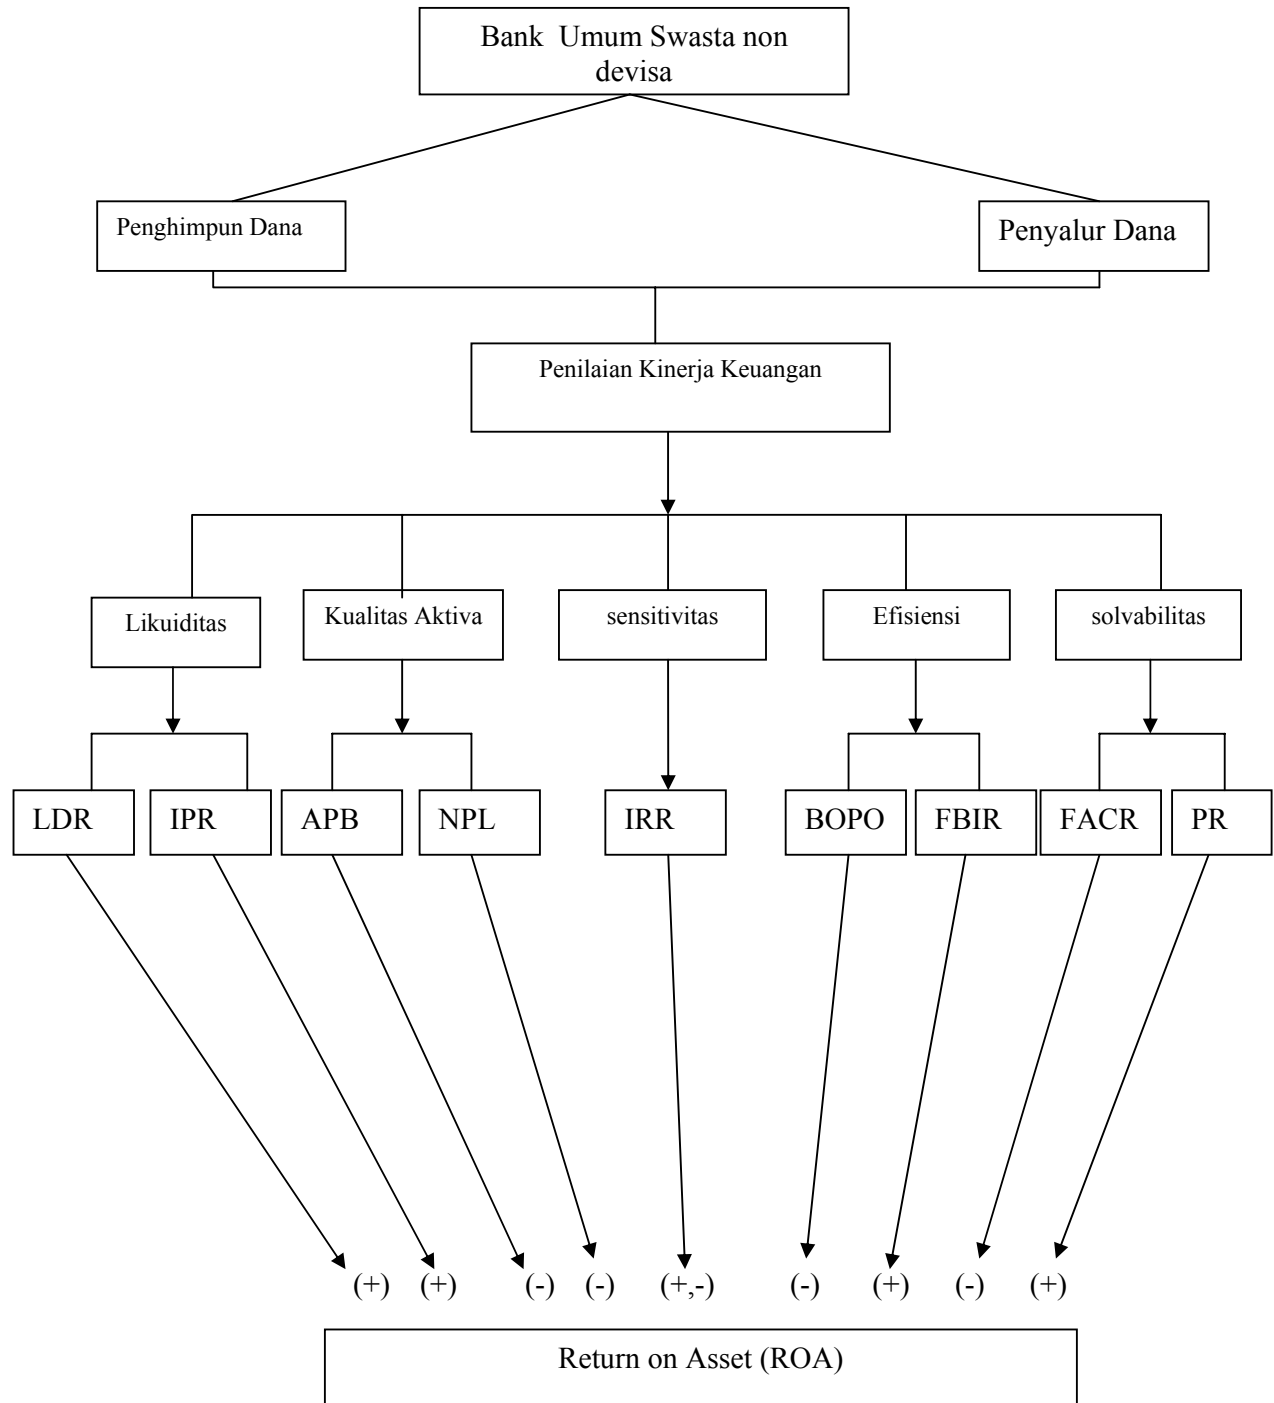 Bank  Umum Swasta non
devisa
Penghimpun Dana
Penyalur Dana
Penilaian Kinerja Keuangan
Likuiditas
Kualitas Aktiva
sensitivitas
Efisiensi
solvabilitas
LDR
IPR
APB
NPL
IRR
BOPO
FBIR
FACR
PR
(+)
(+)
(-)
(-)
(+,-)
(-)
(+)
(-)
(+)
Return on Asset (ROA)